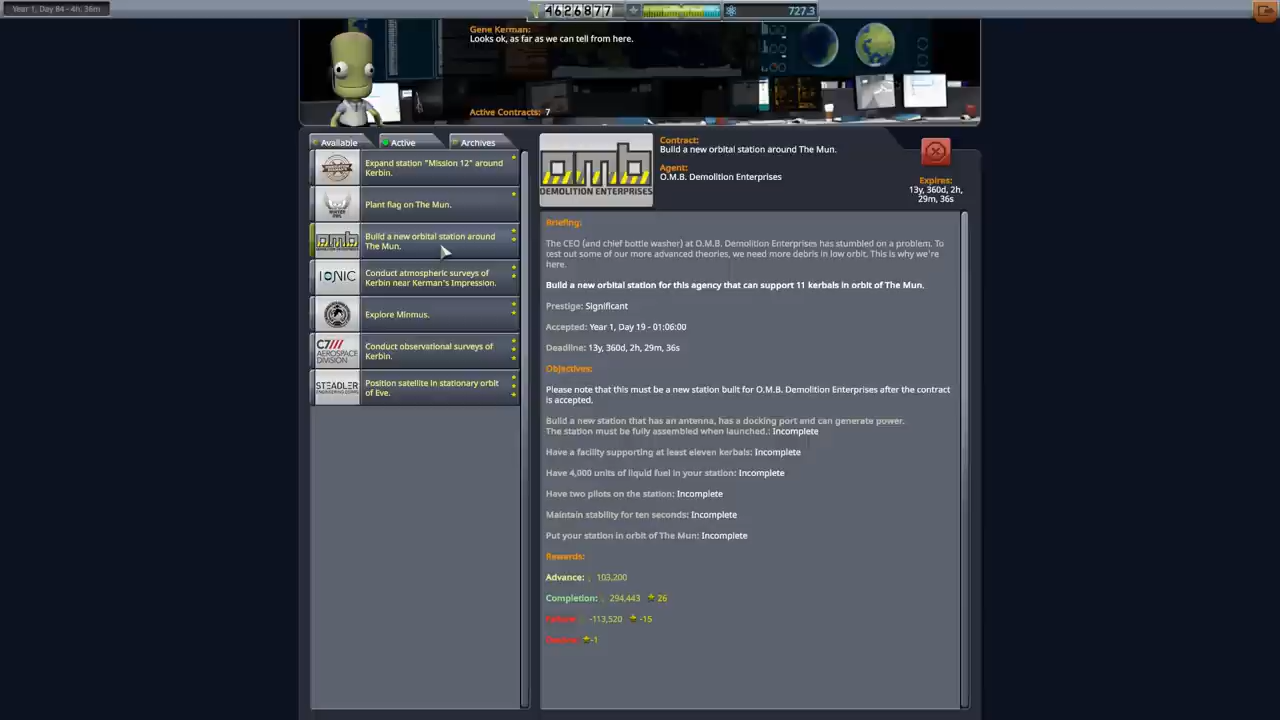 Year 1, Day 84 - 4h, 36m
4626877
727.3
Gene Kerman:
Looks ok, as far as we can tell from here.
Active Contracts: 7
Available
Active
Archives
Expand station "Mission 12" around
Kerbin.
Plant flag on The Mun.
omb
Build a new orbital station around
The Mun.
IONIC
Conduct atmospheric surveys of
Kerbin near Kerman's Impression.
Explore Minmus.
C7///
AEROSPACE
DIVISION
Conduct observational surveys of
Kerbin.
STEADLER
Position satellite in stationary orbit
of Eve.
omb
DEMOLITION ENTERPRISES
Contract:
Build a new orbital station around The Mun.
Agent:
O.M.B. Demolition Enterprises
Expires:
13y, 360d, 2h,
29m, 36s
Briefing:
The CEO (and chief bottle washer) at O.M.B. Demolition Enterprises has stumbled on a problem. To
test out some of our more advanced theories, we need more debris in low orbit. This is why we're
here.
Build a new orbital station for this agency that can support 11 kerbals in orbit of The Mun.
Prestige: Significant
Accepted: Year 1, Day 19 - 01:06:00
Deadline: 13y, 360d, 2h, 29m, 36s
Objectives:
Please note that this must be a new station built for O.M.B. Demolition Enterprises after the contract
is accepted.
Build a new station that has an antenna, has a docking port and can generate power.
The station must be fully assembled when launched.: Incomplete
Have a facility supporting at least eleven kerbals: Incomplete
Have 4,000 units of liquid fuel in your station: Incomplete
Have two pilots on the station: Incomplete
Maintain stability for ten seconds: Incomplete
Put your station in orbit of The Mun: Incomplete
Rewards:
Advance: 103,200
Completion: 294,443 26
Failure: -113,520 -15
Decline: -1